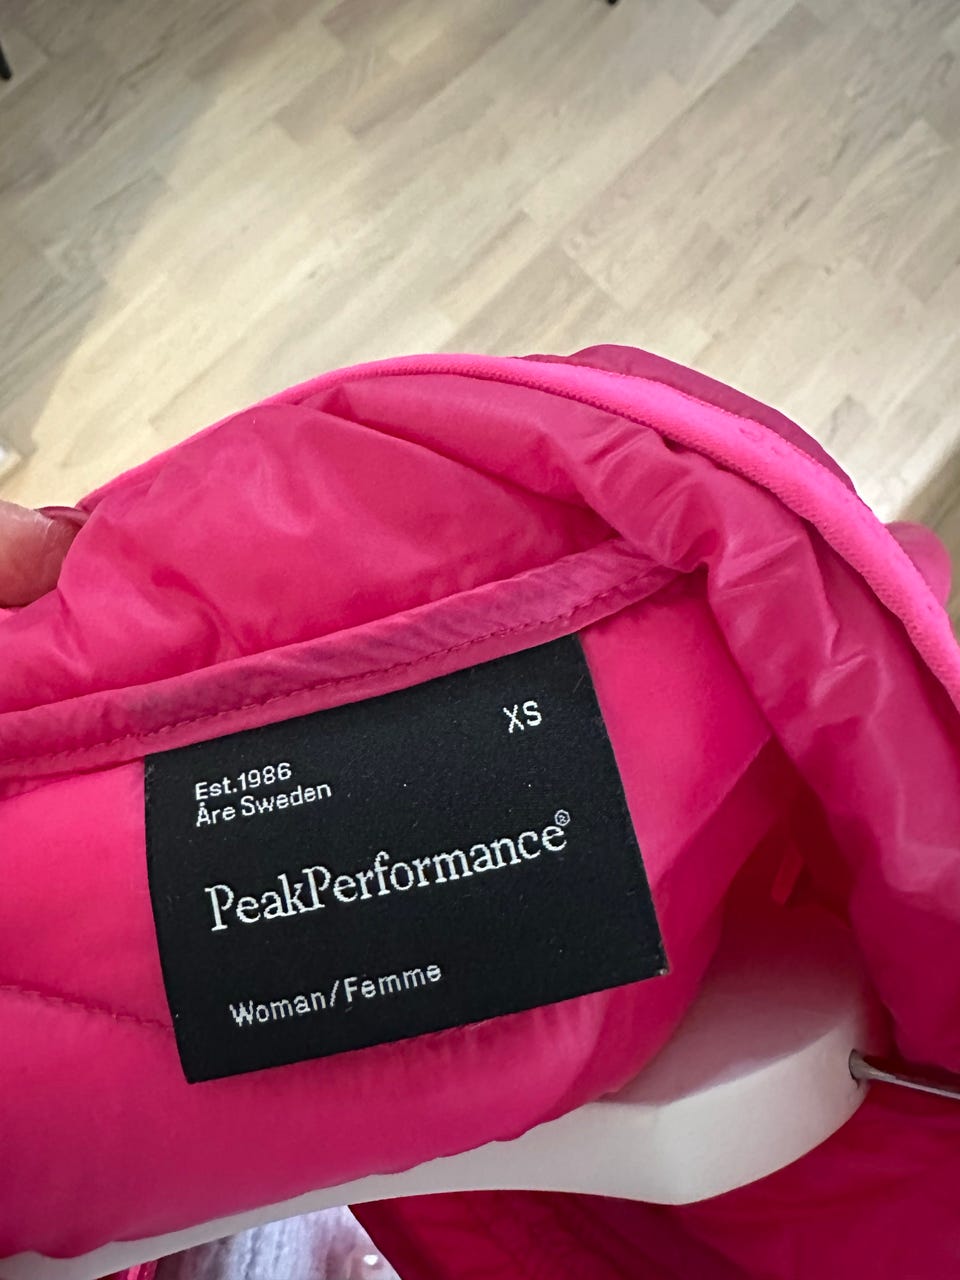 XS
Est.1986
Åre Sweden
PeakPerformance®
Woman/Femme